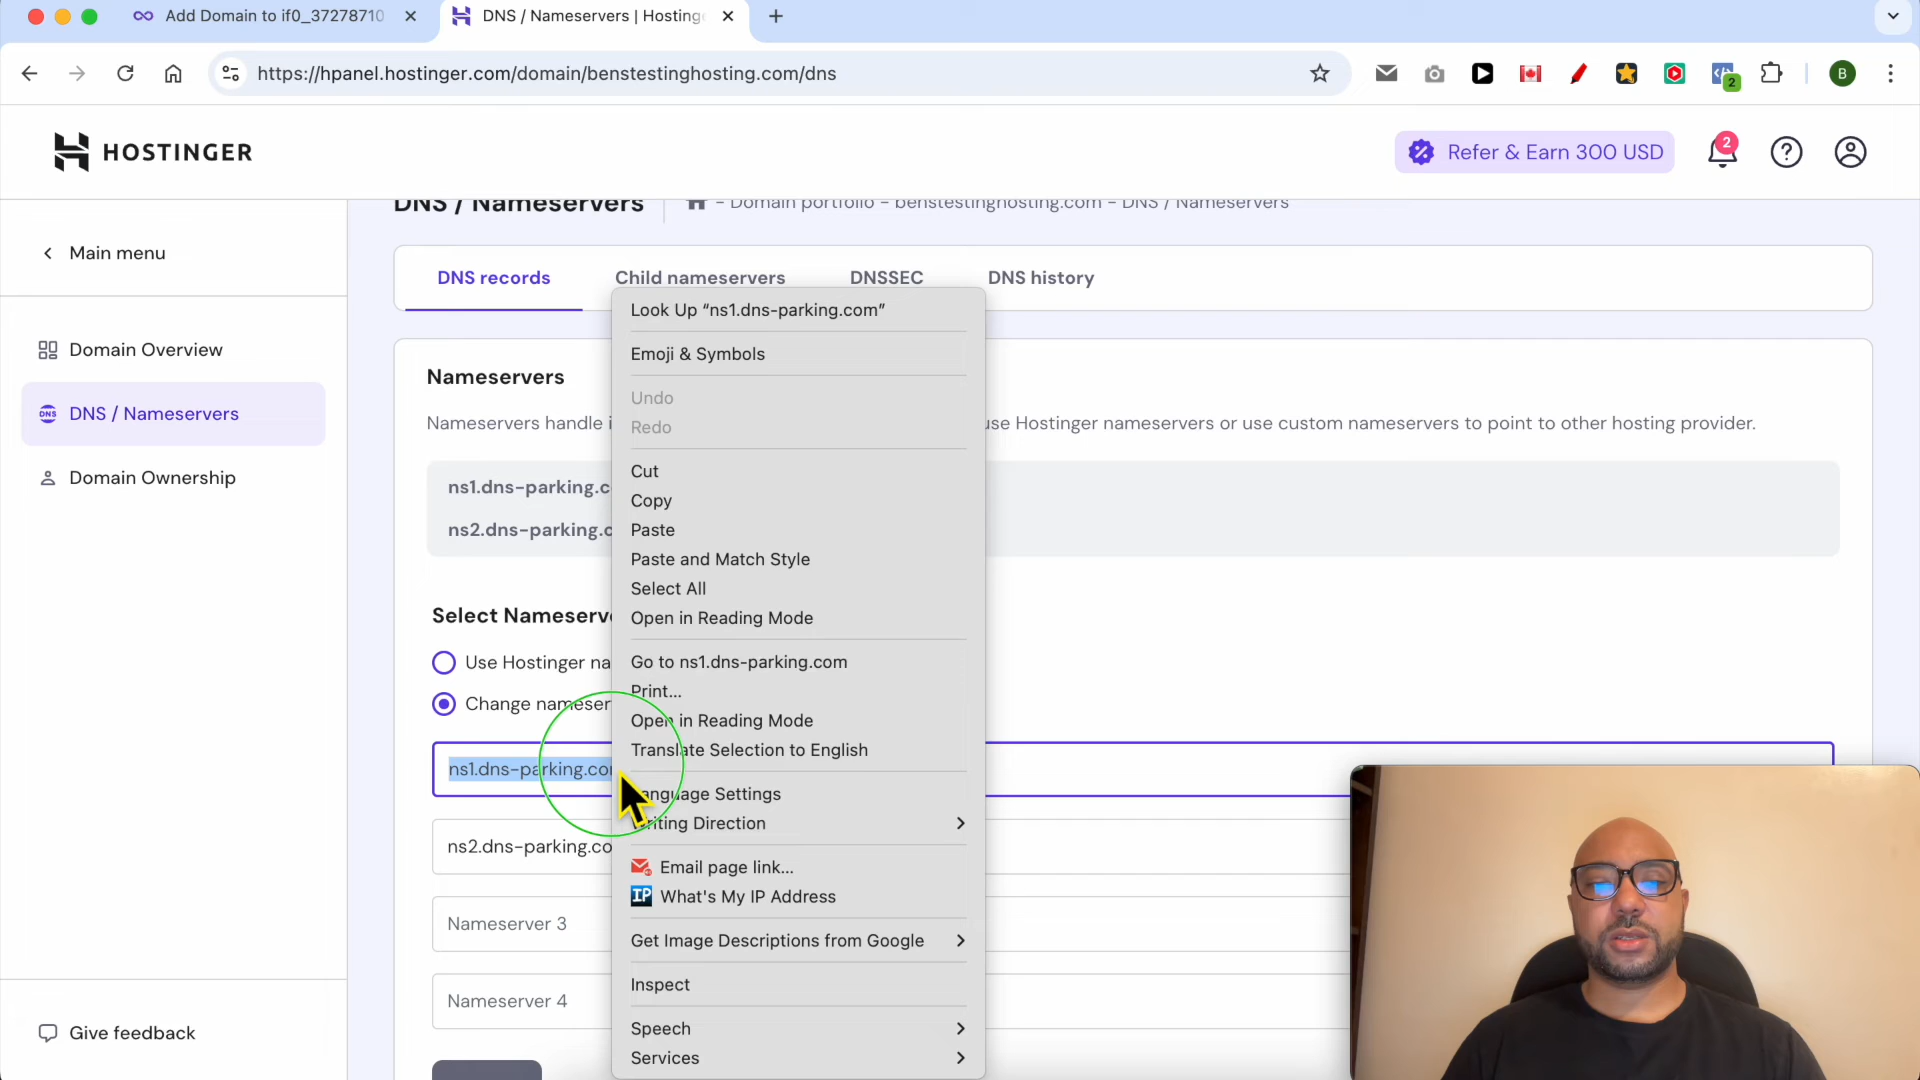 Add Domain to if0_37278710
DNS / Nameservers | Hostinge
https://hpanel.hostinger.com/domain/benstestinghosting.com/dns
2
B
HOSTINGER
Refer & Earn 300 USD
2
DNS / Nameservers
- Domain portfolio - benstestinghosting.com - DNS / Nameservers
Main menu
Domain Overview
DNS / Nameservers
Domain Ownership
Give feedback
DNS records
Child nameservers
DNSSEC
DNS history
Nameservers
Nameservers handle
use Hostinger nameservers or use custom nameservers to point to other hosting provider.
ns1.dns-parking.c
ns2.dns-parking.c
Select Nameserv
Use Hostinger na
Change nameser
ns1.dns-parking.com
ns2.dns-parking.co
Nameserver 3
Nameserver 4
Look Up “ns1.dns-parking.com”
Emoji & Symbols
Undo
Redo
Cut
Copy
Paste
Paste and Match Style
Select All
Open in Reading Mode
Go to ns1.dns-parking.com
Print...
Open in Reading Mode
Translate Selection to English
Language Settings
Writing Direction
Email page link...
IP What's My IP Address
Get Image Descriptions from Google
Inspect
Speech
Services